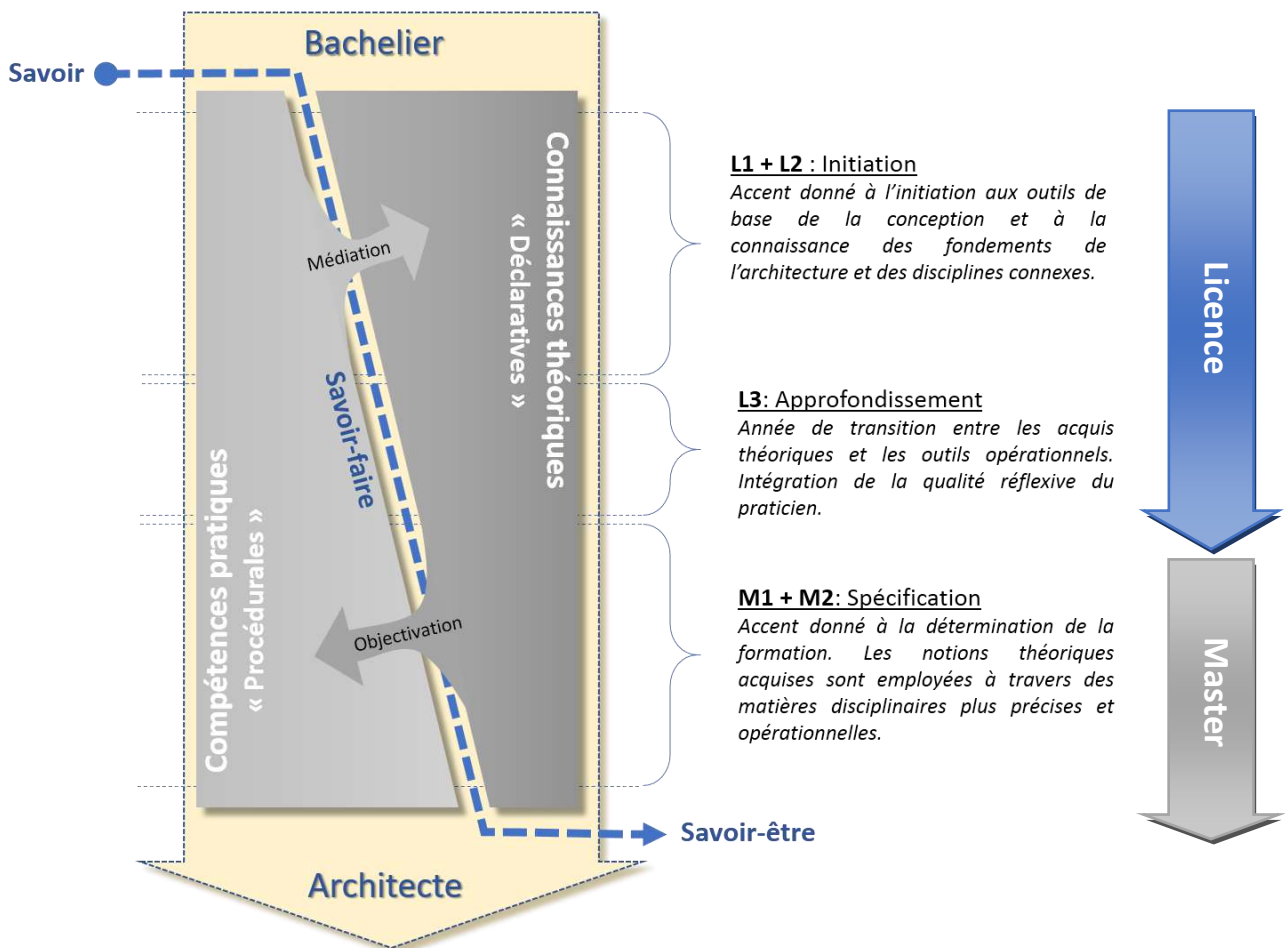 Bachelier
Savoir
Connaissances théoriques
« Déclaratives »
Médiation
Savoir-faire
Compétences pratiques
« Procédurales »
Objectivation
Savoir-être
Architecte
L1 + L2 : Initiation
Accent donné à l’initiation aux outils de
base de la conception et à la
connaissance des fondements de
l’architecture et des disciplines connexes.
L3: Approfondissement
Année de transition entre les acquis
théoriques et les outils opérationnels.
Intégration de la qualité réflexive du
praticien.
M1 + M2: Spécification
Accent donné à la détermination de la
formation. Les notions théoriques
acquises sont employées à travers des
matières disciplinaires plus précises et
opérationnelles.
Licence
Master